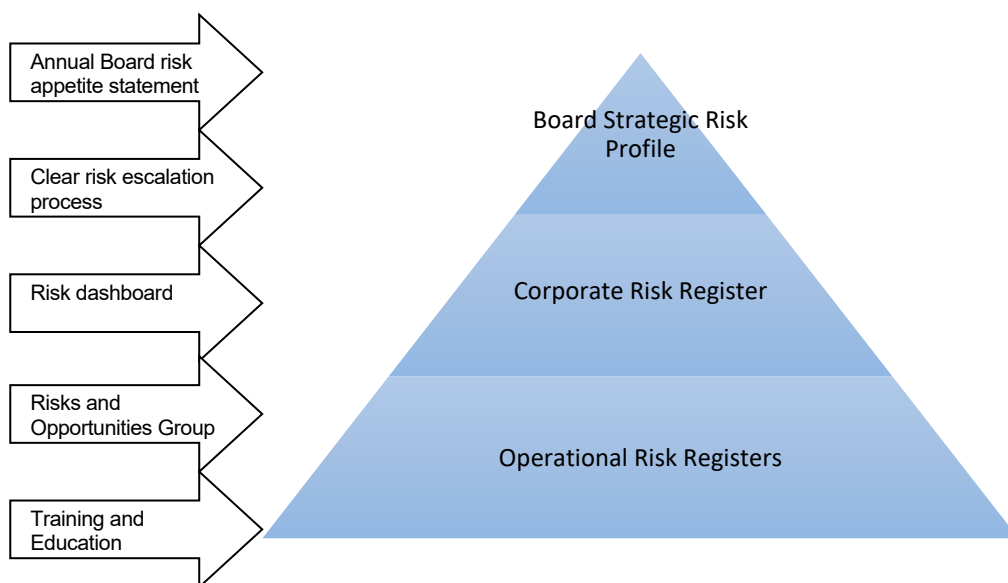 Annual Board risk
appetite statement
Clear risk escalation
process
Risk dashboard
Risks and
Opportunities Group
Training and
Education
Board Strategic Risk
Profile
Corporate Risk Register
Operational Risk Registers